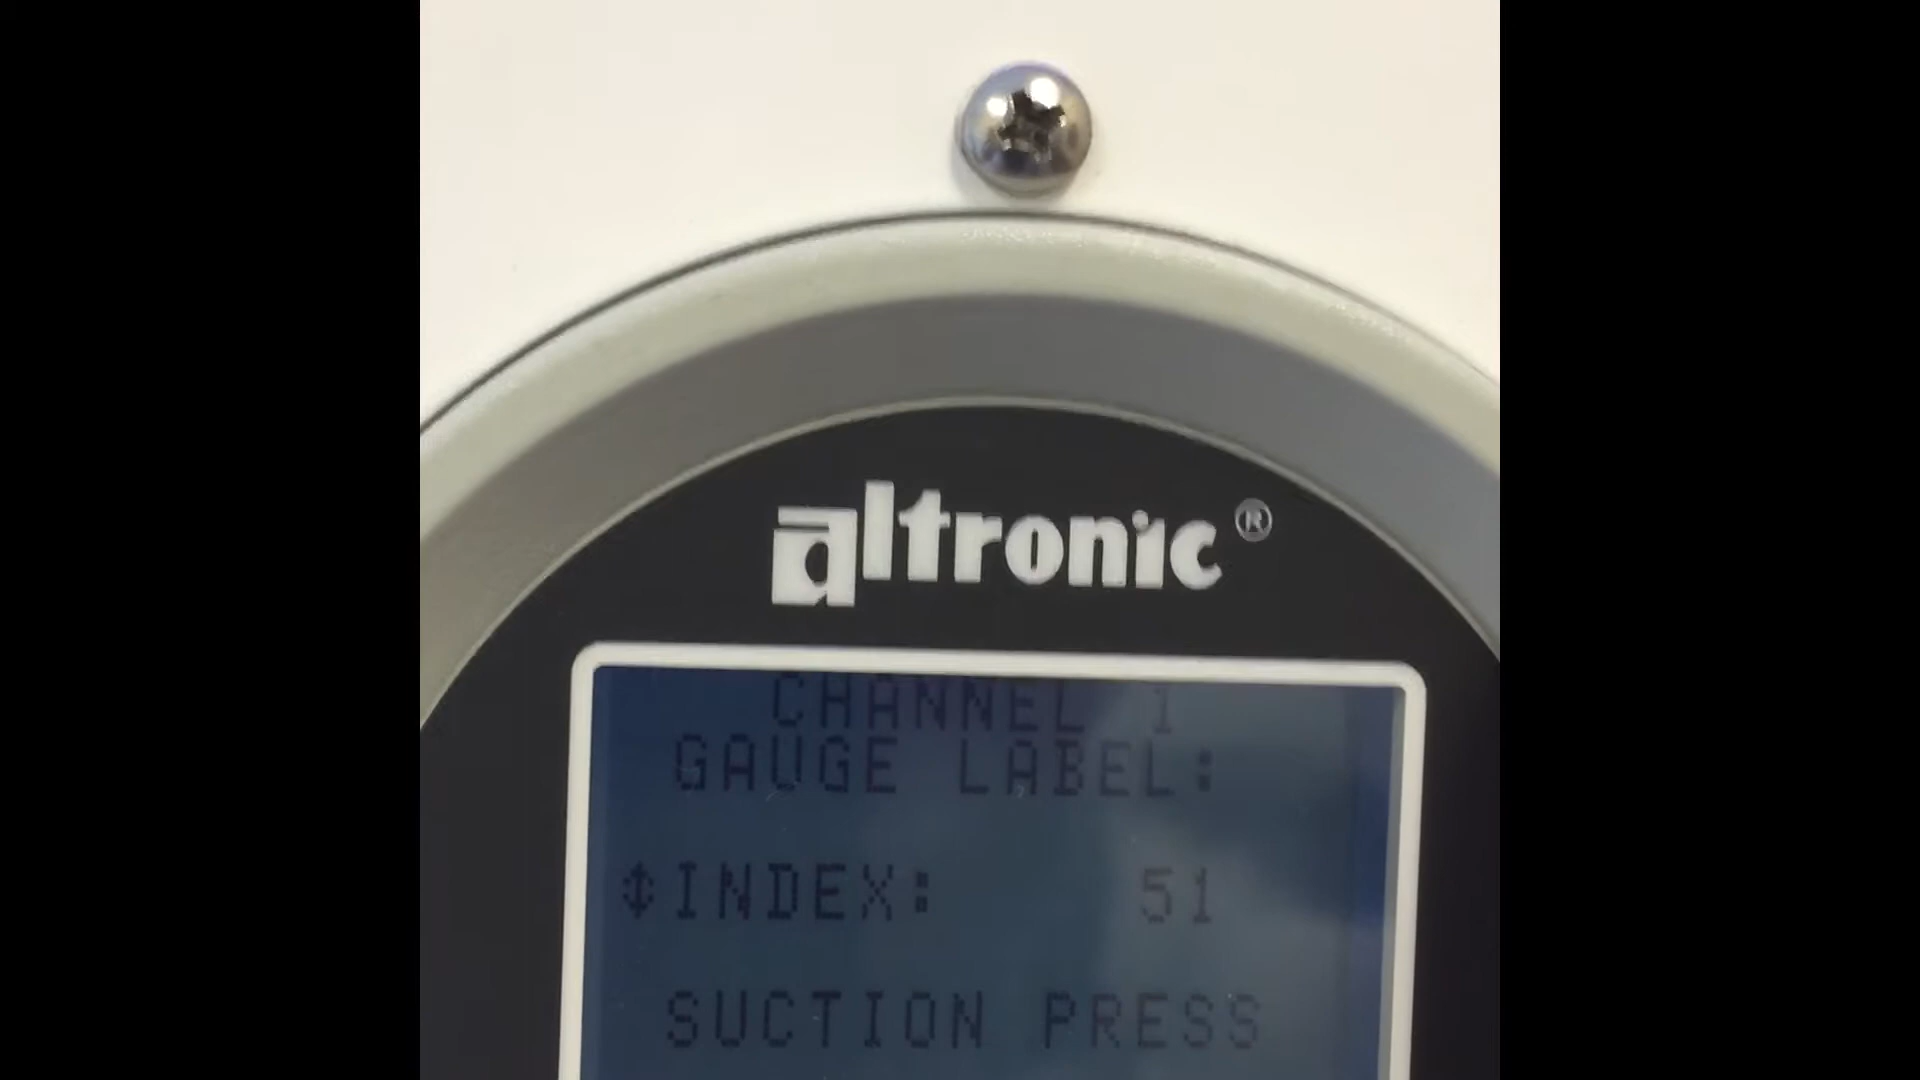 altronic ®
CHANNEL 1
GAUGE LABEL:
↕INDEX: 51
SUCTION PRESS